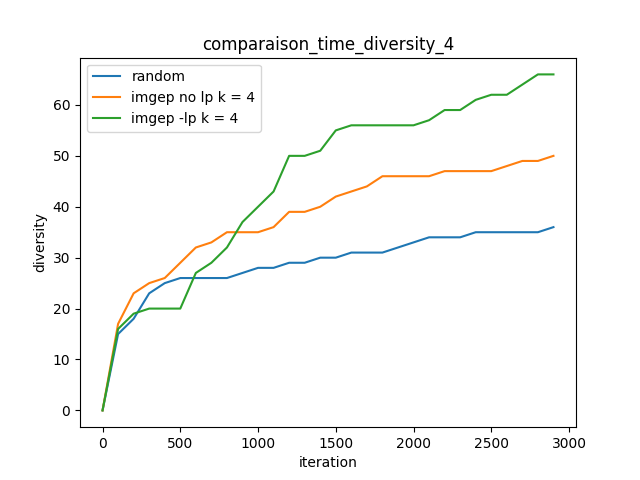 comparaison_time_diversity_4
random
imgep no lp k = 4
imgep -lp k = 4
diversity
60
50
40
30
20
10
0
0 500 1000 1500 2000 2500 3000
iteration